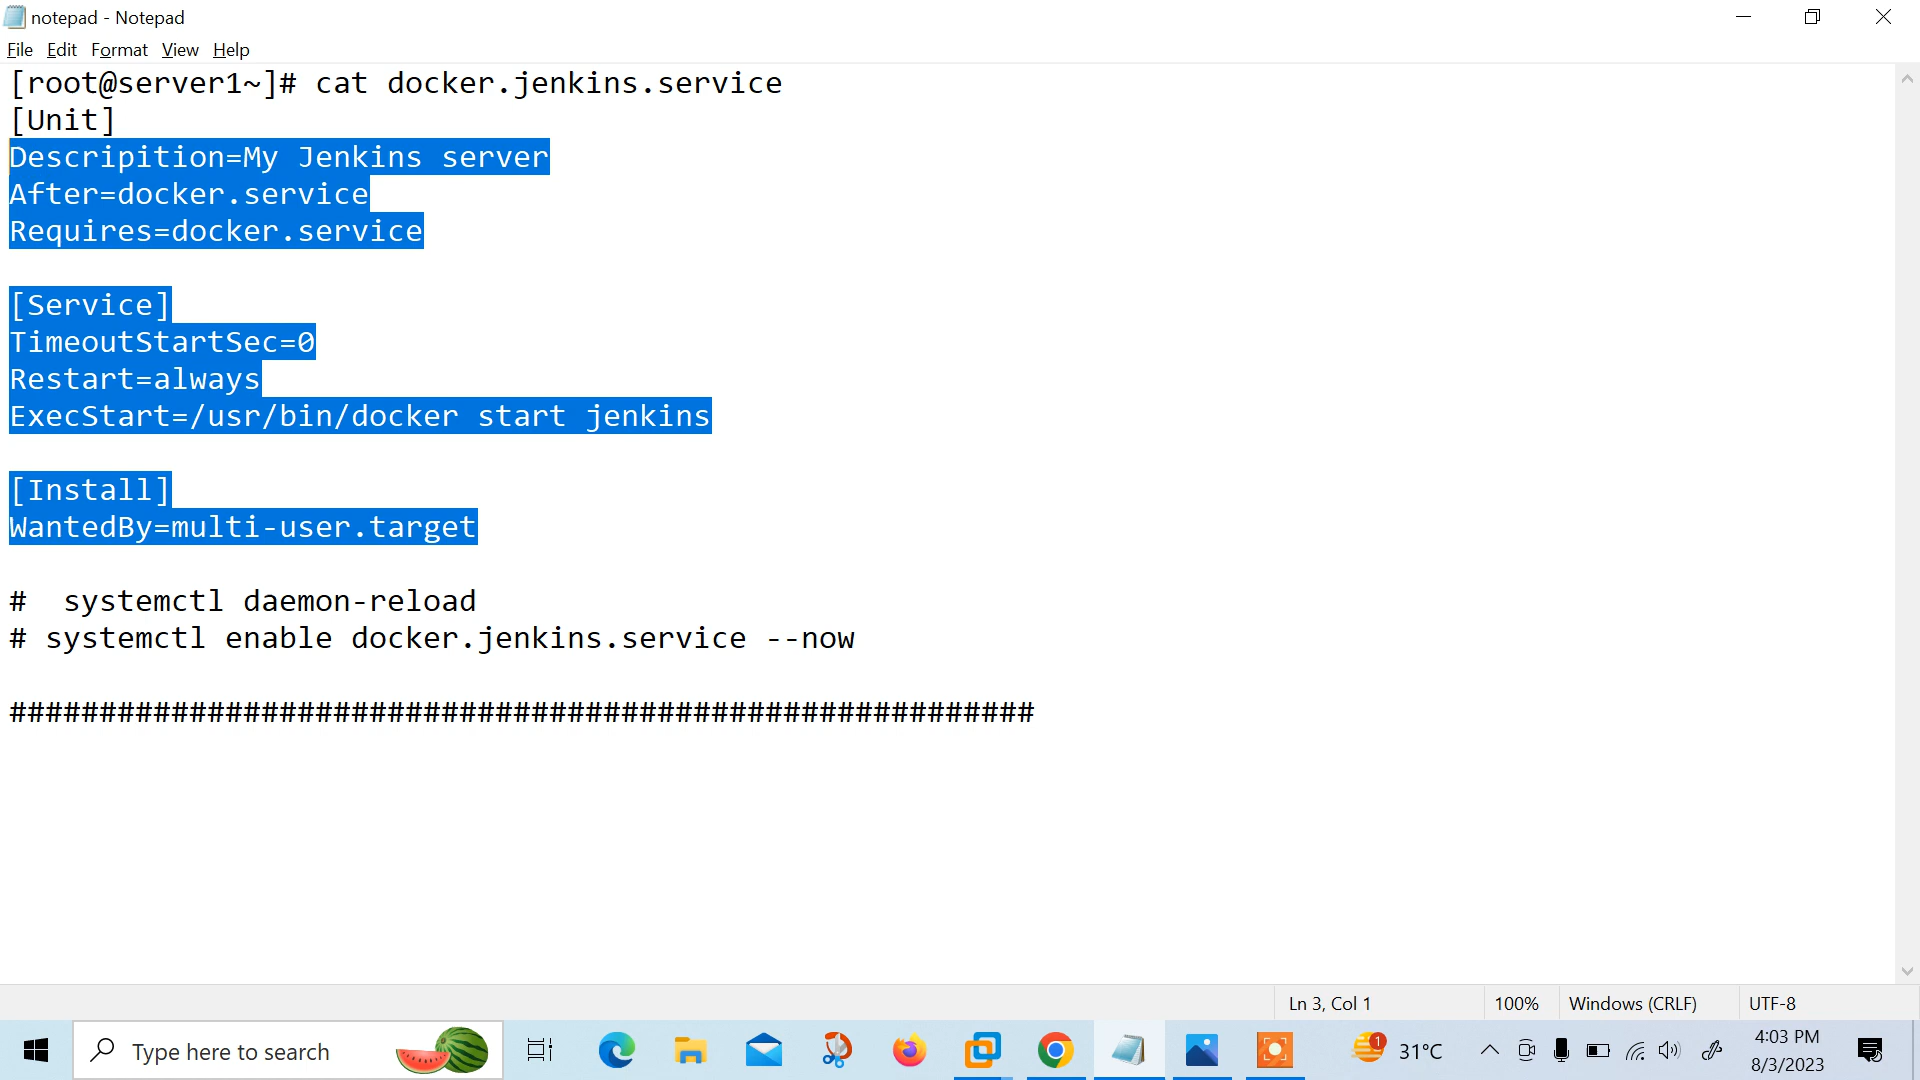 notepad - Notepad
File Edit Format View Help
[root@server1~]# cat docker.jenkins.service
[Unit]
Descripition=My Jenkins server
After=docker.service
Requires=docker.service
[Service]
TimeoutStartSec=0
Restart=always
ExecStart=/usr/bin/docker start jenkins
[Install]
WantedBy=multi-user.target
#  systemctl daemon-reload
# systemctl enable docker.jenkins.service --now
#########################################################
Ln 3, Col 1 100% Windows (CRLF) UTF-8
Type here to search 1 31°C 4:03 PM
8/3/2023